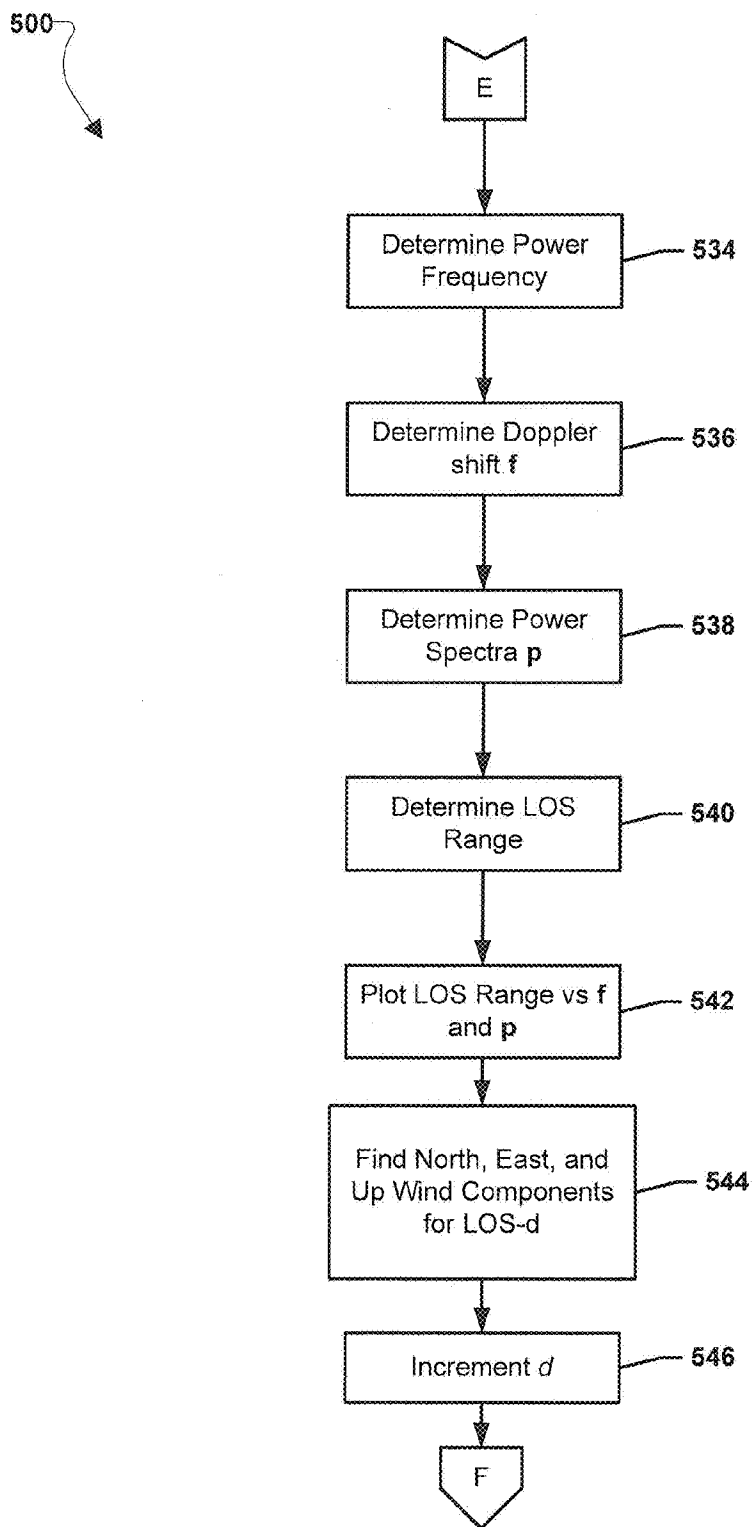 500
E
Determine Power
Frequency
534
Determine Doppler
shift f
536
Determine Power
Spectra p
538
Determine LOS
Range
540
Plot LOS Range vs f
and p
542
Find North, East, and
Up Wind Components
for LOS-d
544
Increment d
546
F